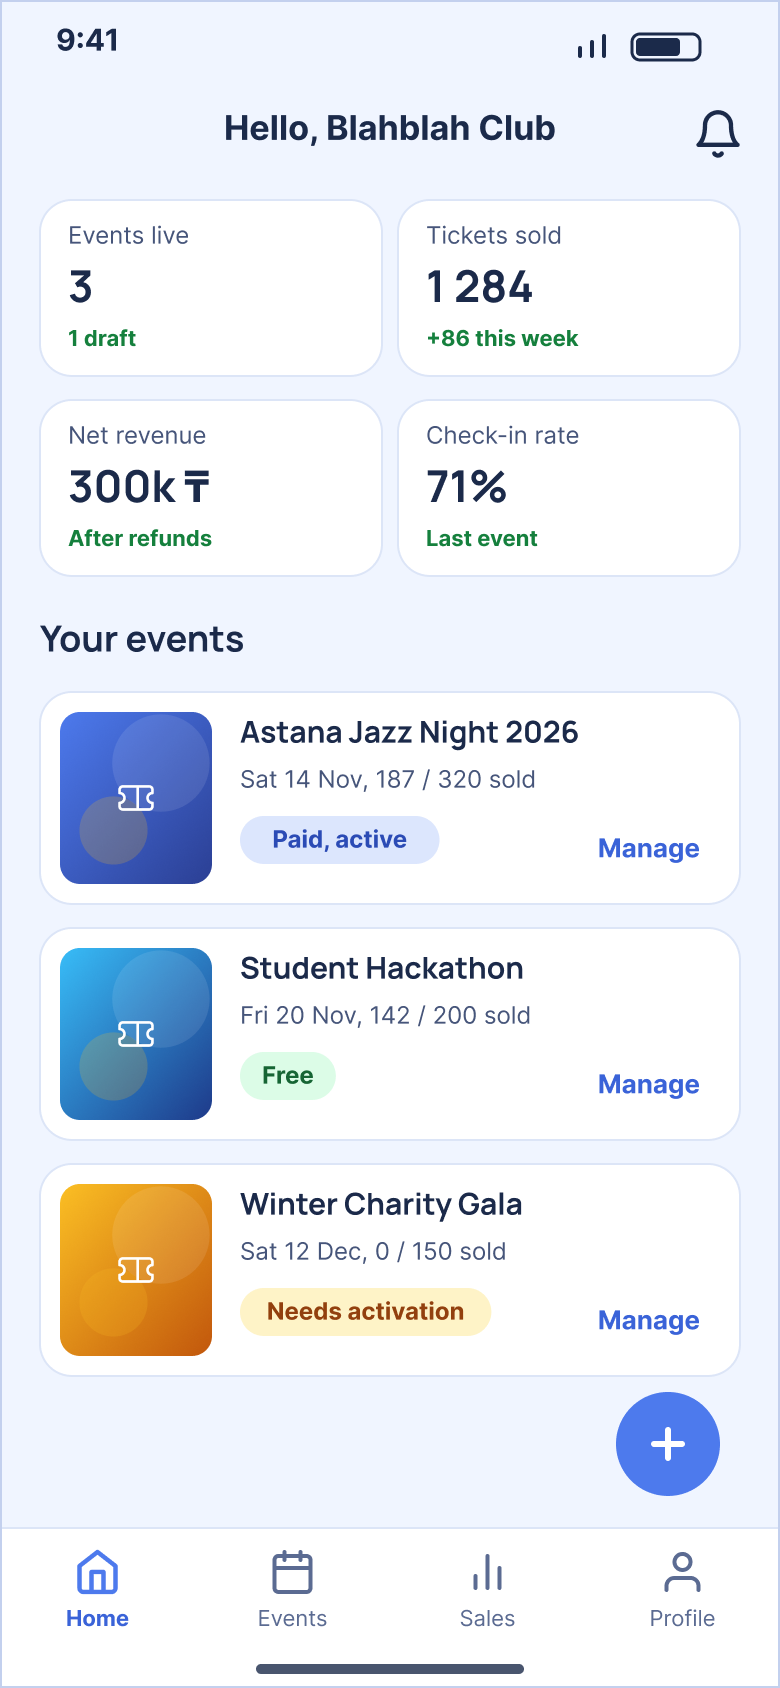 9:41
Hello, Blahblah Club
Events live
3
1 draft
Tickets sold
1 284
+86 this week
Net revenue
300k ₸
After refunds
Check-in rate
71%
Last event
Your events
Astana Jazz Night 2026
Sat 14 Nov, 187 / 320 sold
Paid, active
Manage
Student Hackathon
Fri 20 Nov, 142 / 200 sold
Free
Manage
Winter Charity Gala
Sat 12 Dec, 0 / 150 sold
Needs activation
Manage
Home
Events
Sales
Profile